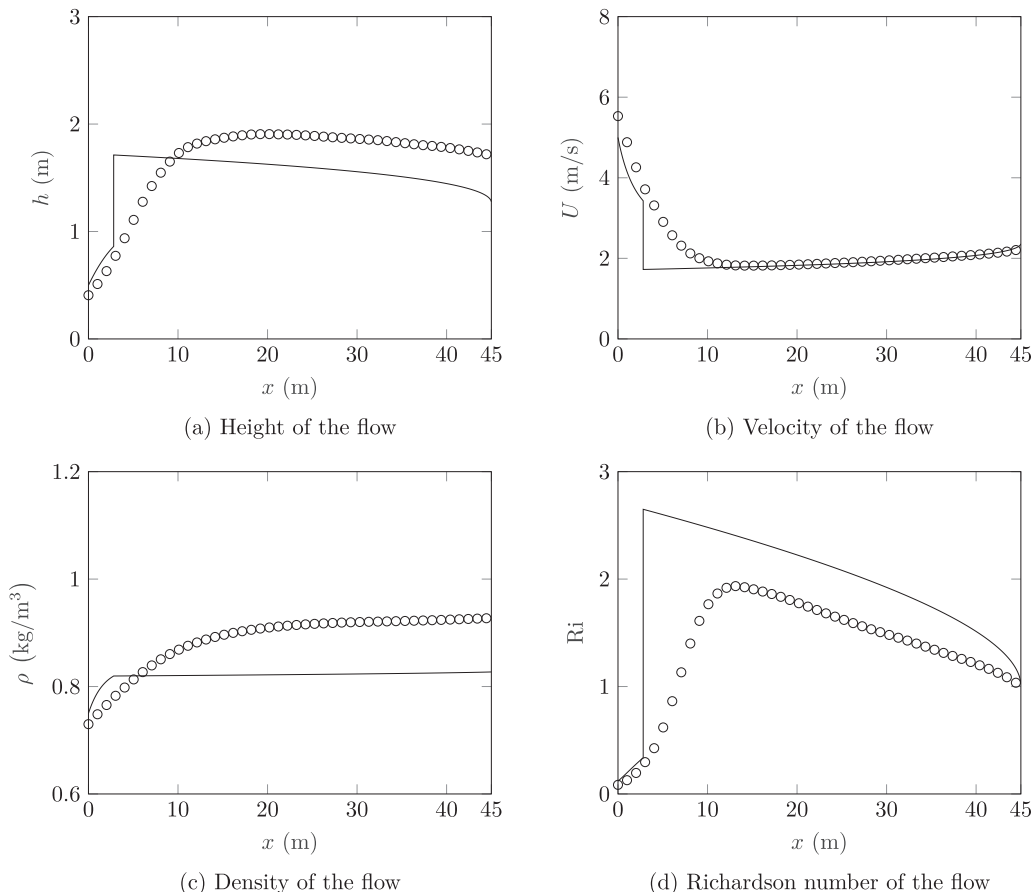 3
2
1
0
h (m)
0 10 20 30 40 45
x (m)
(a) Height of the flow
8
6
4
2
0
U (m/s)
0 10 20 30 40 45
x (m)
(b) Velocity of the flow
1.2
1
0.8
0.6
ρ (kg/m³)
0 10 20 30 40 45
x (m)
(c) Density of the flow
3
2
1
0
Ri
0 10 20 30 40 45
x (m)
(d) Richardson number of the flow